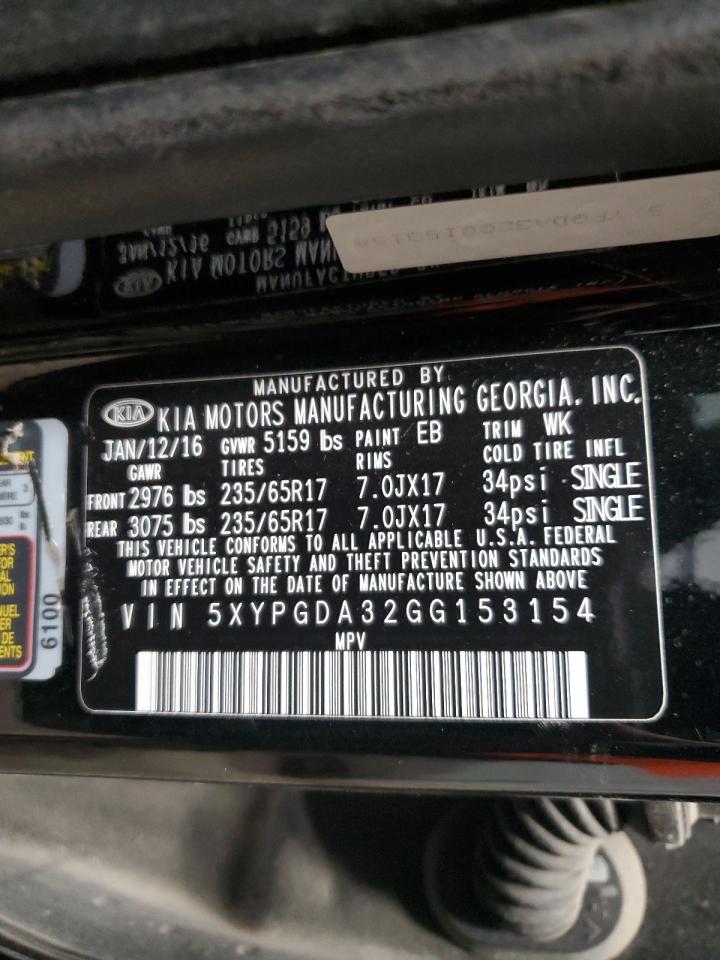 MANUFACTURED BY
KIA KIA MOTORS MANUFACTURING GEORGIA, INC.
JAN/12/16 GVWR 5159 lbs PAINT EB TRIM WK
GAWR TIRES RIMS COLD TIRE INFL
FRONT 2976 lbs 235/65R17 7.0JX17 34psi SINGLE
REAR 3075 lbs 235/65R17 7.0JX17 34psi SINGLE
THIS VEHICLE CONFORMS TO ALL APPLICABLE U.S.A. FEDERAL
MOTOR VEHICLE SAFETY AND THEFT PREVENTION STANDARDS
IN EFFECT ON THE DATE OF MANUFACTURE SHOWN ABOVE
VIN 5XYPGDA32GG153154
MPV
6100